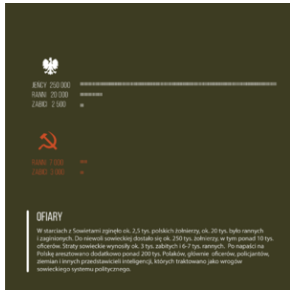 JEŃCY 250 000
RANNI 20 000
ZABICI 2 500
RANNI 7 000
ZABICI 3 000
OFIARY
W starciach z Sowietami zginęło ok. 2,5 tys. polskich żołnierzy, ok. 20 tys. było rannych
i zaginionych. Do niewoli sowieckiej dostało się ok. 250 tys. żołnierzy, w tym ponad 10 tys.
oficerów. Straty sowieckie wynosiły ok. 3 tys. zabitych i 6-7 tys. rannych. Po napaści na
Polskę aresztowano dodatkowo ponad 200 tys. Polaków, głównie oficerów, policjantów,
ziemian i innych przedstawicieli inteligencji, których traktowano jako wrogów
sowieckiego systemu politycznego.